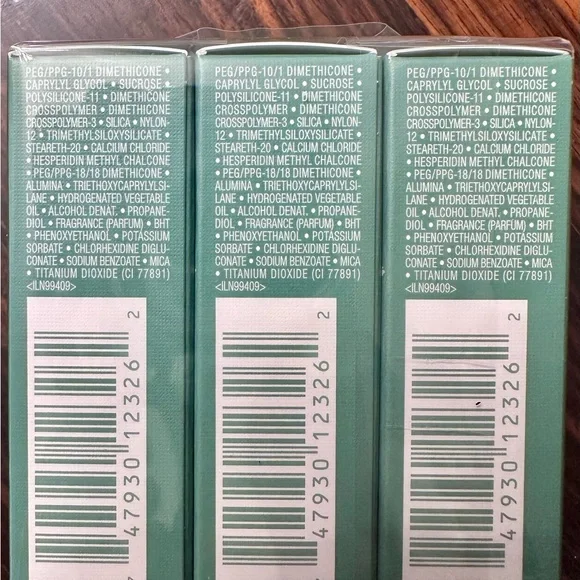 PEG/PPG-10/1 DIMETHICONE •
CAPRYLYL GLYCOL • SUCROSE •
POLYSILICONE-11 • DIMETHICONE
CROSSPOLYMER • DIMETHICONE
CROSSPOLYMER-3 • SILICA • NYLON-
12 • TRIMETHYLSILOXYSILICATE •
STEARETH-20 • CALCIUM CHLORIDE
• HESPERIDIN METHYL CHALCONE
• PEG/PPG-18/18 DIMETHICONE •
ALUMINA • TRIETHOXYCAPRYLYLSI-
LANE • HYDROGENATED VEGETABLE
OIL • ALCOHOL DENAT. • PROPANE-
DIOL • FRAGRANCE (PARFUM) • BHT
• PHENOXYETHANOL • POTASSIUM
SORBATE • CHLORHEXIDINE DIGLU-
CONATE • SODIUM BENZOATE • MICA
• TITANIUM DIOXIDE (CI 77891)
<ILN99409>
2
47930 12326
PEG/PPG-10/1 DIMETHICONE •
CAPRYLYL GLYCOL • SUCROSE •
POLYSILICONE-11 • DIMETHICONE
CROSSPOLYMER • DIMETHICONE
CROSSPOLYMER-3 • SILICA • NYLON-
12 • TRIMETHYLSILOXYSILICATE •
STEARETH-20 • CALCIUM CHLORIDE
• HESPERIDIN METHYL CHALCONE
• PEG/PPG-18/18 DIMETHICONE •
ALUMINA • TRIETHOXYCAPRYLYLSI-
LANE • HYDROGENATED VEGETABLE
OIL • ALCOHOL DENAT. • PROPANE-
DIOL • FRAGRANCE (PARFUM) • BHT
• PHENOXYETHANOL • POTASSIUM
SORBATE • CHLORHEXIDINE DIGLU-
CONATE • SODIUM BENZOATE • MICA
• TITANIUM DIOXIDE (CI 77891)
<ILN99409>
2
47930 12326
PEG/PPG-10/1 DIMETHICONE •
CAPRYLYL GLYCOL • SUCROSE •
POLYSILICONE-11 • DIMETHICONE
CROSSPOLYMER • DIMETHICONE
CROSSPOLYMER-3 • SILICA • NYLON-
12 • TRIMETHYLSILOXYSILICATE •
STEARETH-20 • CALCIUM CHLORIDE
• HESPERIDIN METHYL CHALCONE
• PEG/PPG-18/18 DIMETHICONE •
ALUMINA • TRIETHOXYCAPRYLYLSI-
LANE • HYDROGENATED VEGETABLE
OIL • ALCOHOL DENAT. • PROPANE-
DIOL • FRAGRANCE (PARFUM) • BHT
• PHENOXYETHANOL • POTASSIUM
SORBATE • CHLORHEXIDINE DIGLU-
CONATE • SODIUM BENZOATE • MICA
• TITANIUM DIOXIDE (CI 77891)
<ILN99409>
2
47930 12326